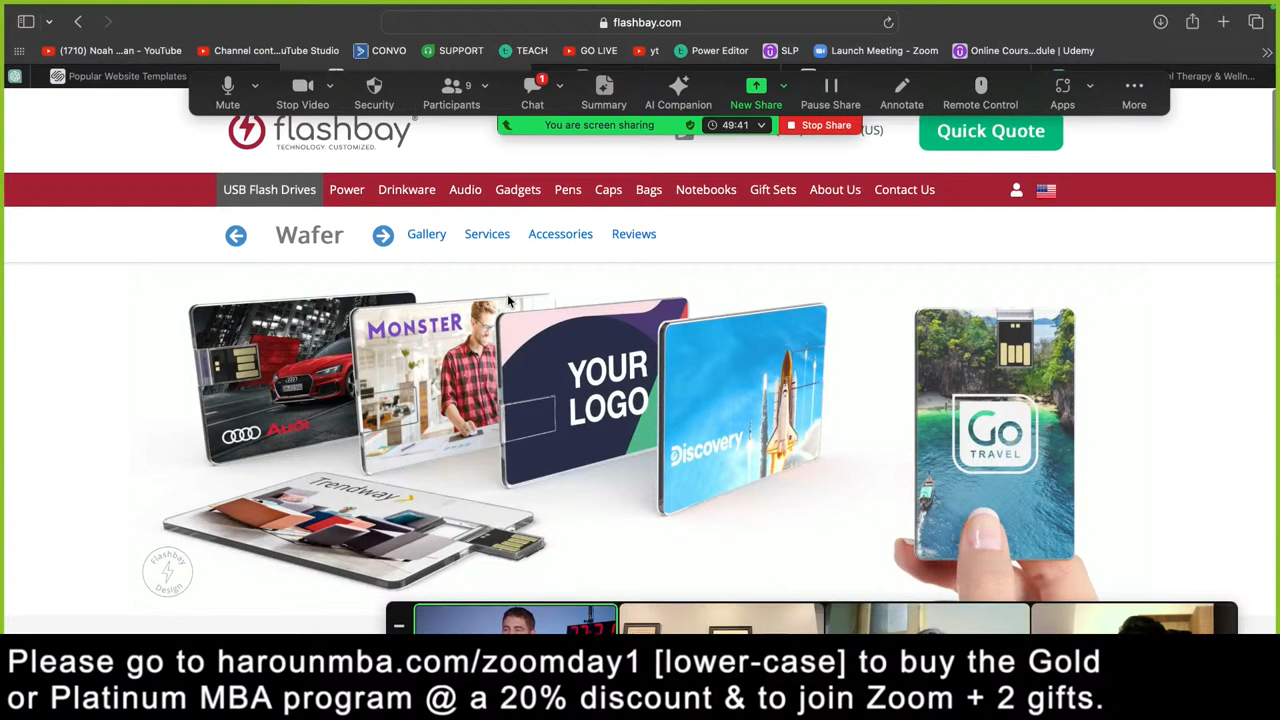 flashbay.com
(1710) Noah ...an - YouTube
Channel cont...uTube Studio
CONVO
SUPPORT
TEACH
GO LIVE
yt
Power Editor
SLP
Launch Meeting - Zoom
Online Cours...dule | Udemy
Popular Website Templates
al Therapy & Welln...
9
1
Mute
Stop Video
Security
Participants
Chat
Summary
AI Companion
New Share
Pause Share
Annotate
Remote Control
Apps
More
You are screen sharing
49:41
Stop Share
(US)
flashbay
TECHNOLOGY. CUSTOMIZED.
Quick Quote
USB Flash Drives
Power
Drinkware
Audio
Gadgets
Pens
Caps
Bags
Notebooks
Gift Sets
About Us
Contact Us
Wafer
Gallery
Services
Accessories
Reviews
MONSTER
YOUR
LOGO
Audi
Discovery
Go
TRAVEL
Trendway
Flashbay
Design
Please go to harounmba.com/zoomday1 [lower-case] to buy the Gold
or Platinum MBA program @ a 20% discount & to join Zoom + 2 gifts.